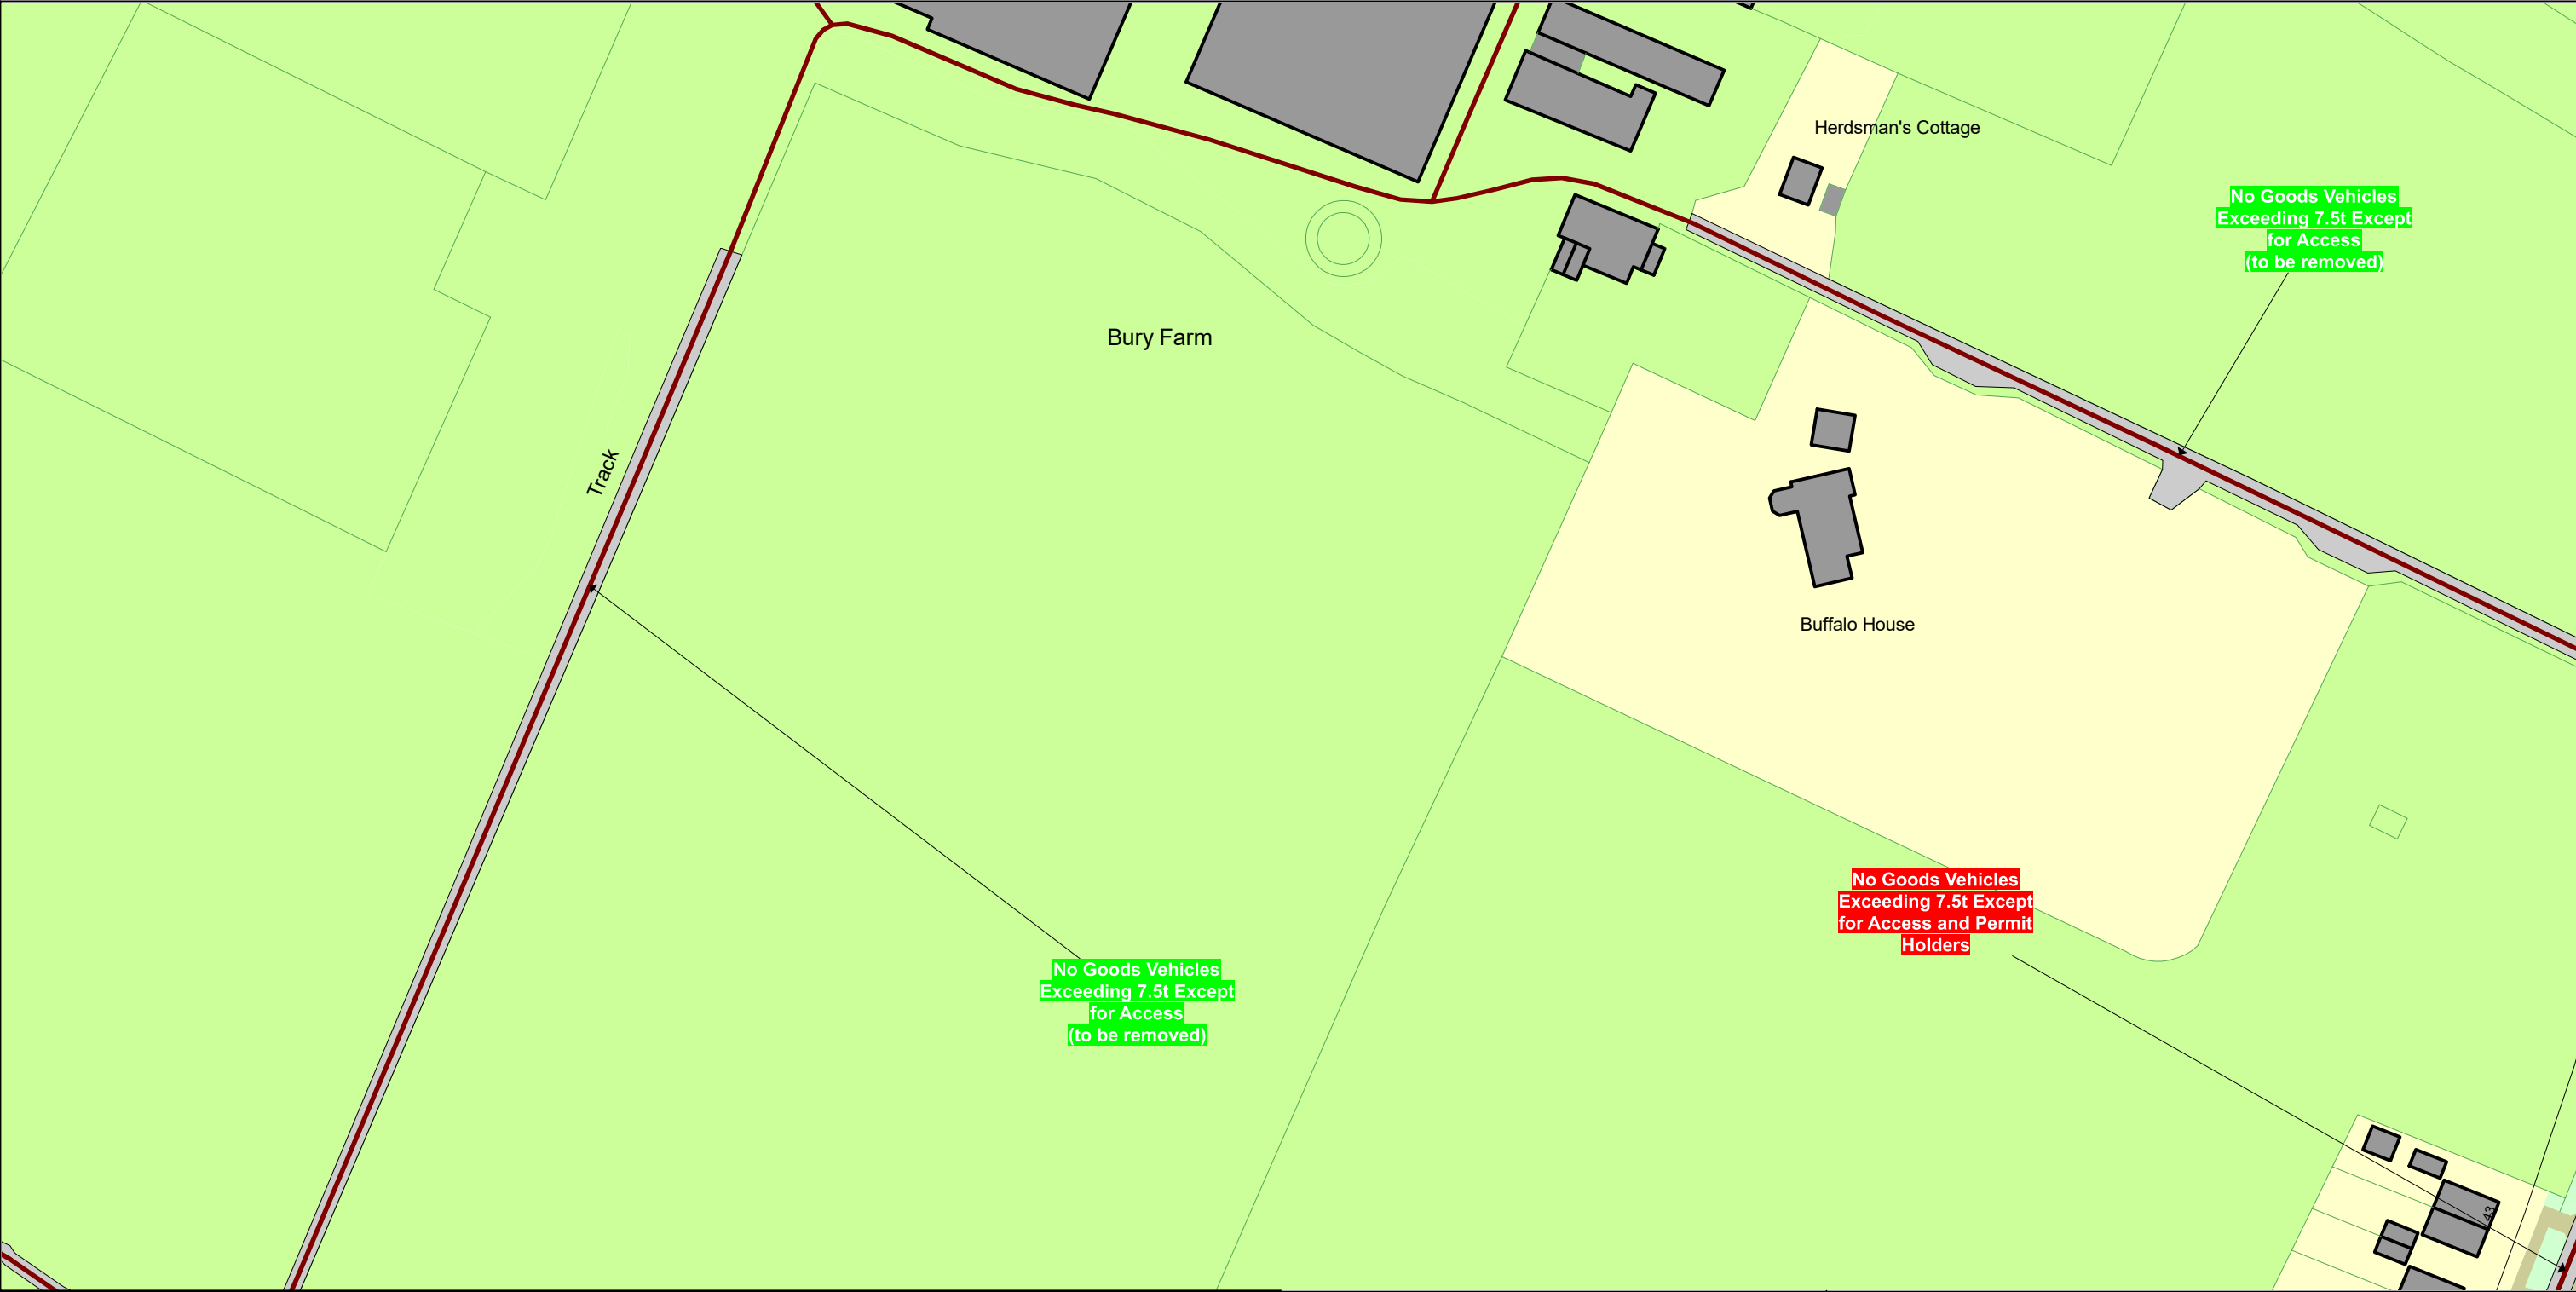 Herdsman's Cottage
No Goods Vehicles
Exceeding 7.5t Except
for Access
(to be removed)
Bury Farm
Track
Buffalo House
No Goods Vehicles
Exceeding 7.5t Except
for Access and Permit
Holders
No Goods Vehicles
Exceeding 7.5t Except
for Access
(to be removed)
43